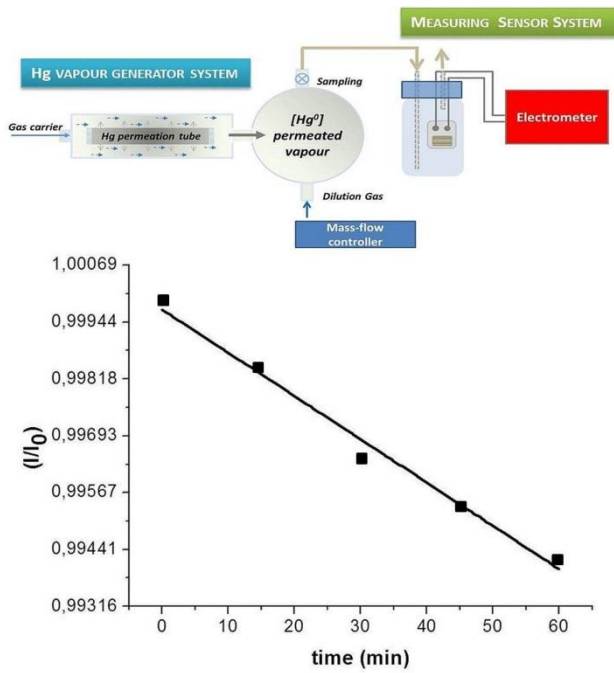 MEASURING SENSOR SYSTEM
Hg VAPOUR GENERATOR SYSTEM
Sampling
Gas carrier
Hg permeation tube
[Hg⁰]
permeated
vapour
Electrometer
Dilution Gas
Mass-flow
controller
1,00069
0,99944
0,99818
0,99693
0,99567
0,99441
0,99316
(I/I₀)
0 10 20 30 40 50 60
time (min)